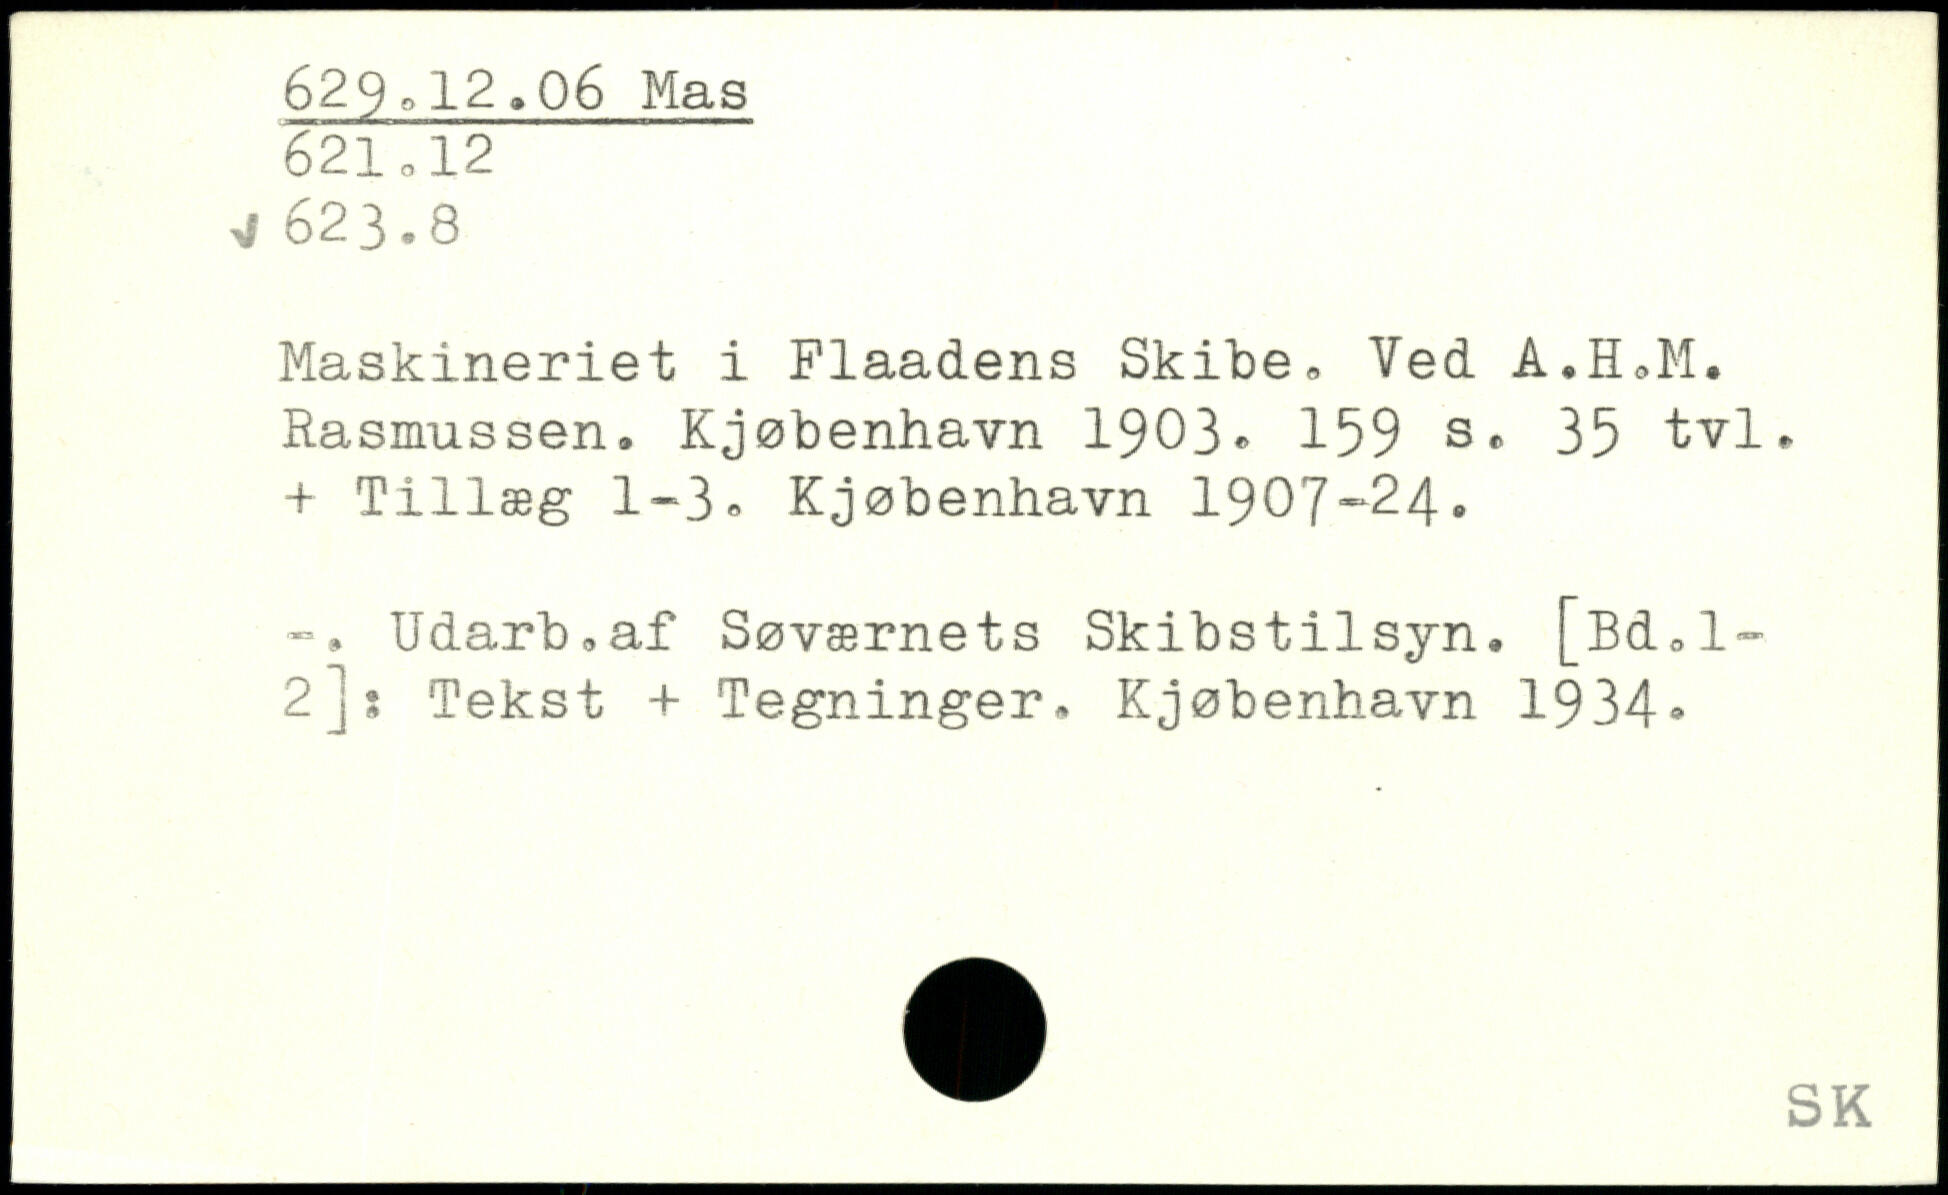 629.12.06 Mas
621.12
✓ 623.8
Maskineriet i Flaadens Skibe. Ved A.H.M.
Rasmussen. Kjøbenhavn 1903. 159 s. 35 tvl.
+ Tillæg 1-3. Kjøbenhavn 1907-24.
-. Udarb.af Søværnets Skibstilsyn. [Bd.1-
2]: Tekst + Tegninger. Kjøbenhavn 1934.
SK